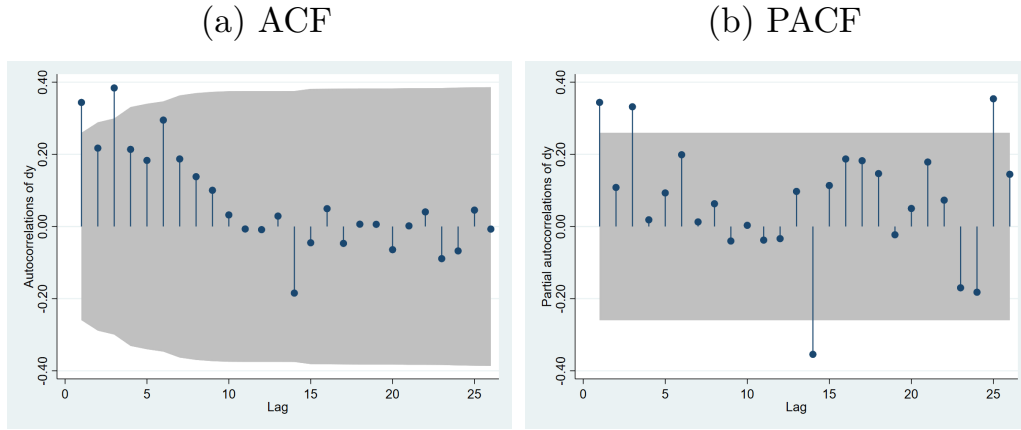 (a) ACF
(b) PACF
Autocorrelations of dy
0.40
0.20
0.00
-0.20
-0.40
0 5 10 15 20 25
Lag
Partial autocorrelations of dy
0.40
0.20
0.00
-0.20
-0.40
0 5 10 15 20 25
Lag